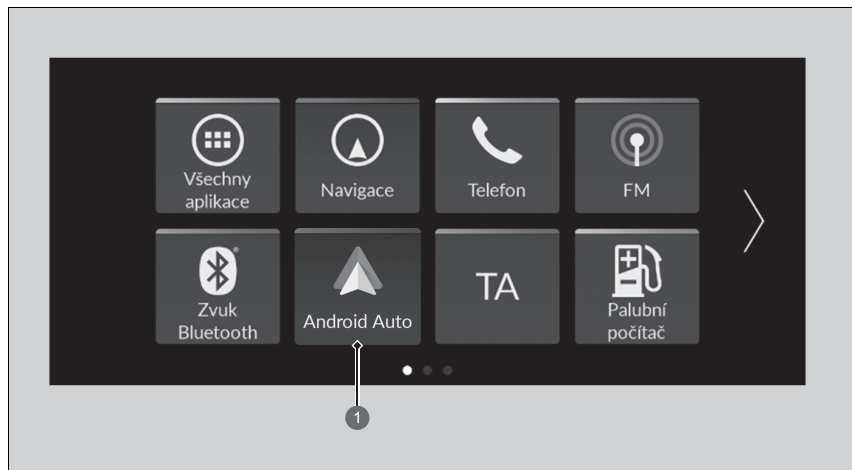 Všechny
aplikace
Navigace
Telefon
FM
Zvuk
Bluetooth®
Android Auto
TA
Palubní
počítač
1